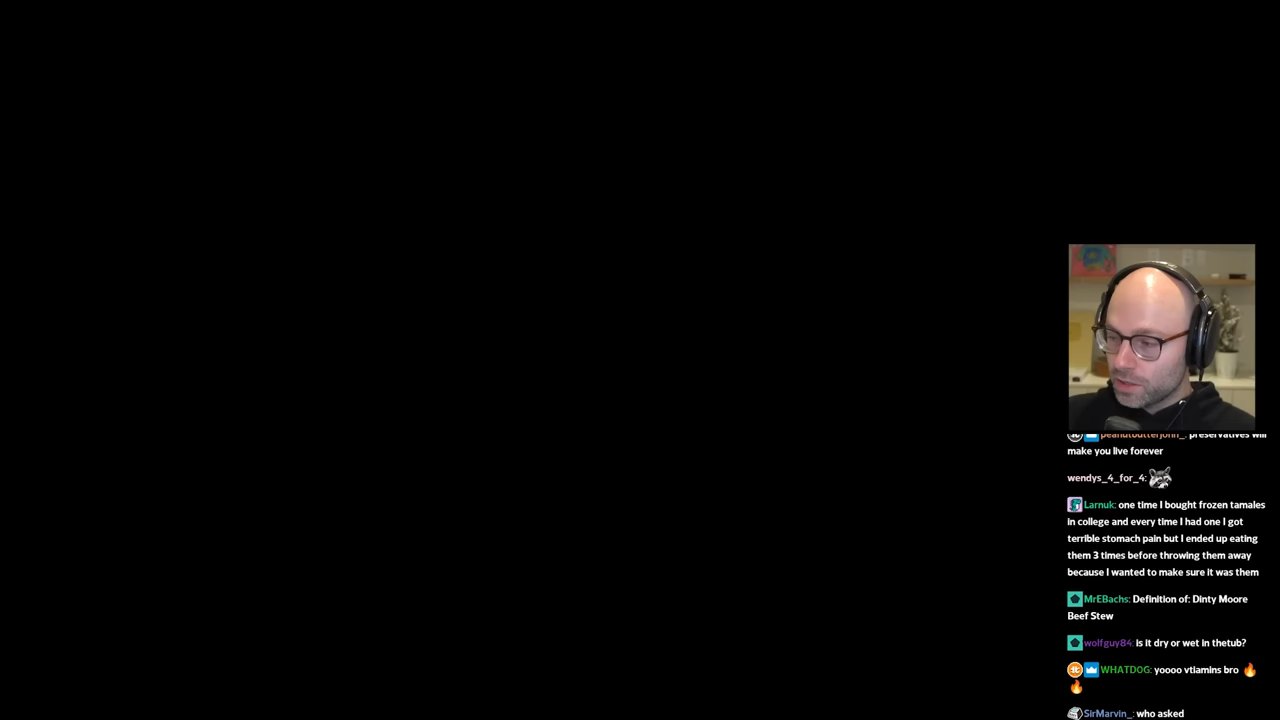 peanutbutterjohn_: preservatives will
make you live forever
wendys_4_for_4:
Larnuk: one time I bought frozen tamales
in college and every time I had one I got
terrible stomach pain but I ended up eating
them 3 times before throwing them away
because I wanted to make sure it was them
MrEBachs: Definition of: Dinty Moore
Beef Stew
wolfguy84: is it dry or wet in thetub?
WHATDOG: yoooo vtiamins bro 🔥
🔥
SirMarvin_: who asked